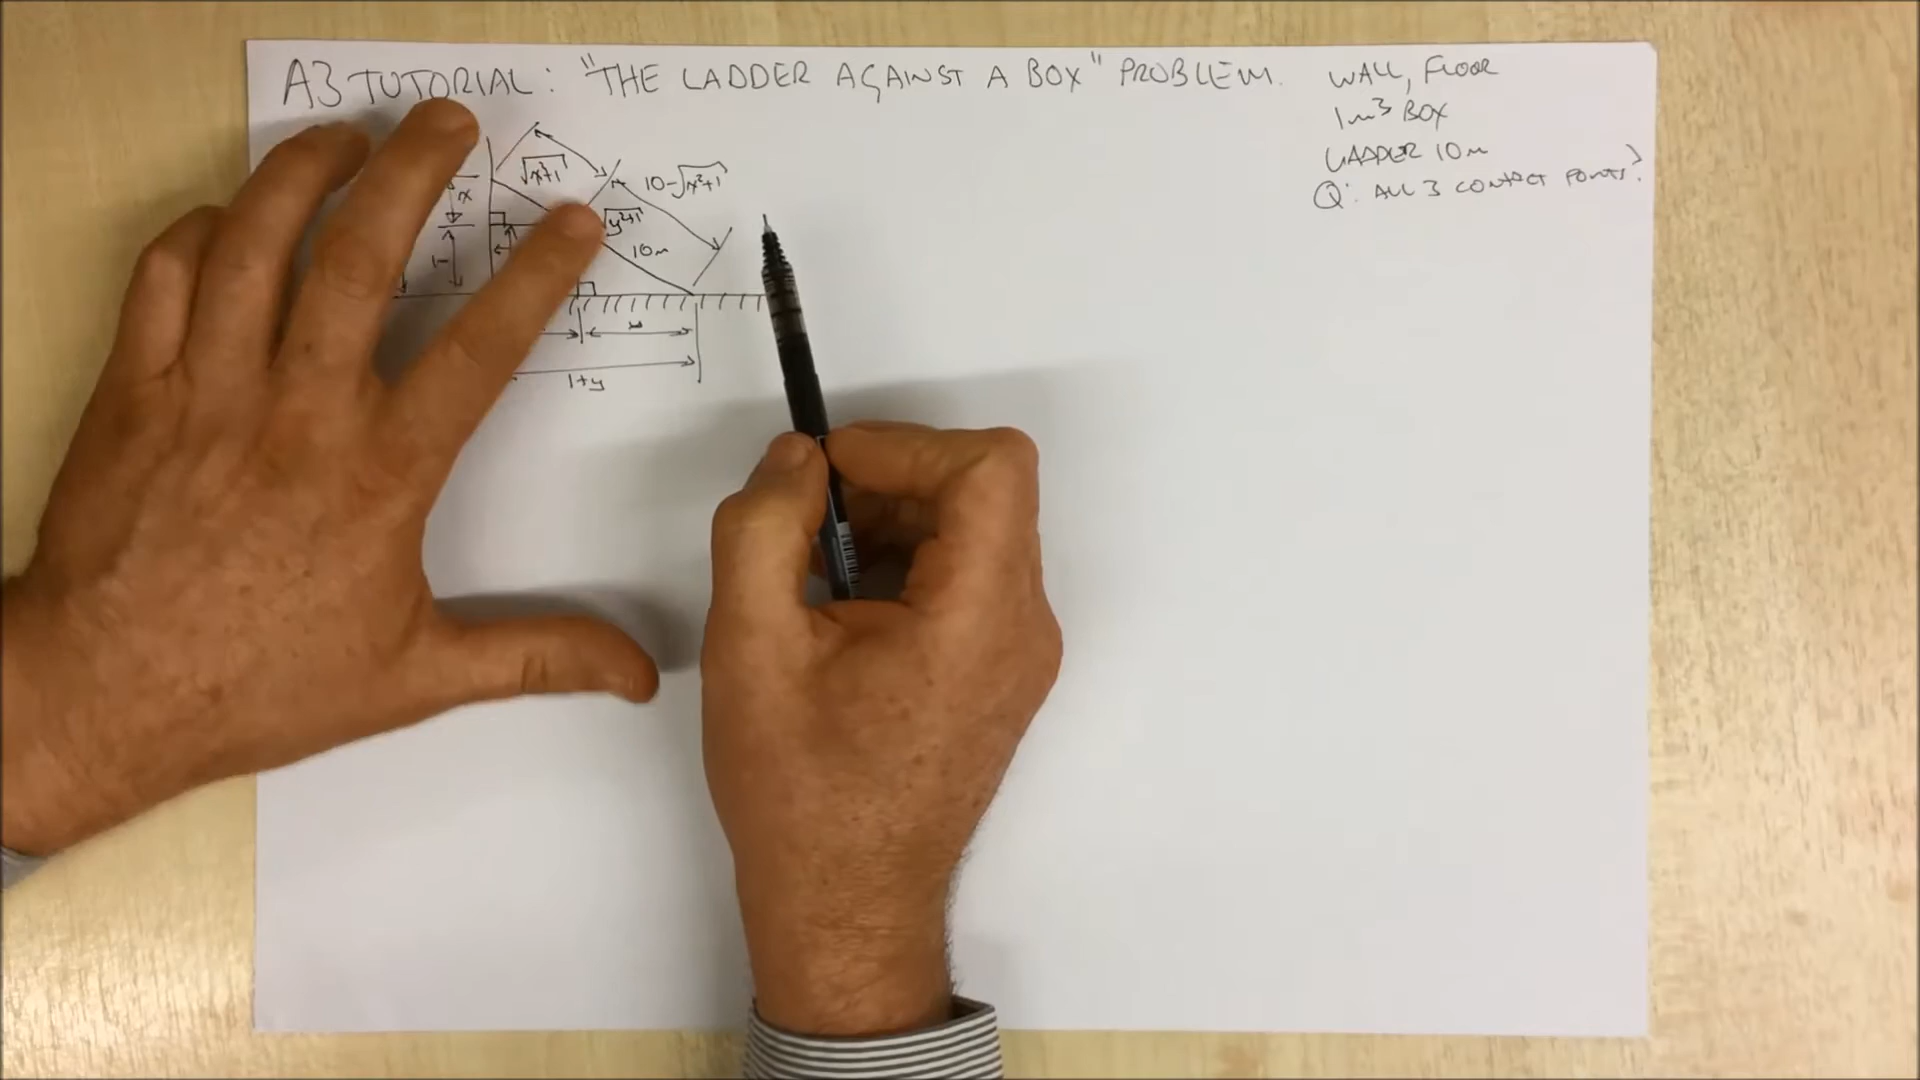 A3 TUTORIAL: "THE LADDER AGAINST A BOX" PROBLEM.
WALL, FLOOR
1m³ BOX
LADDER 10m
Q: ALL 3 CONTACT POINTS?
√x²+1
10-√x²+1
x
√y²+1
10m
1
1+y